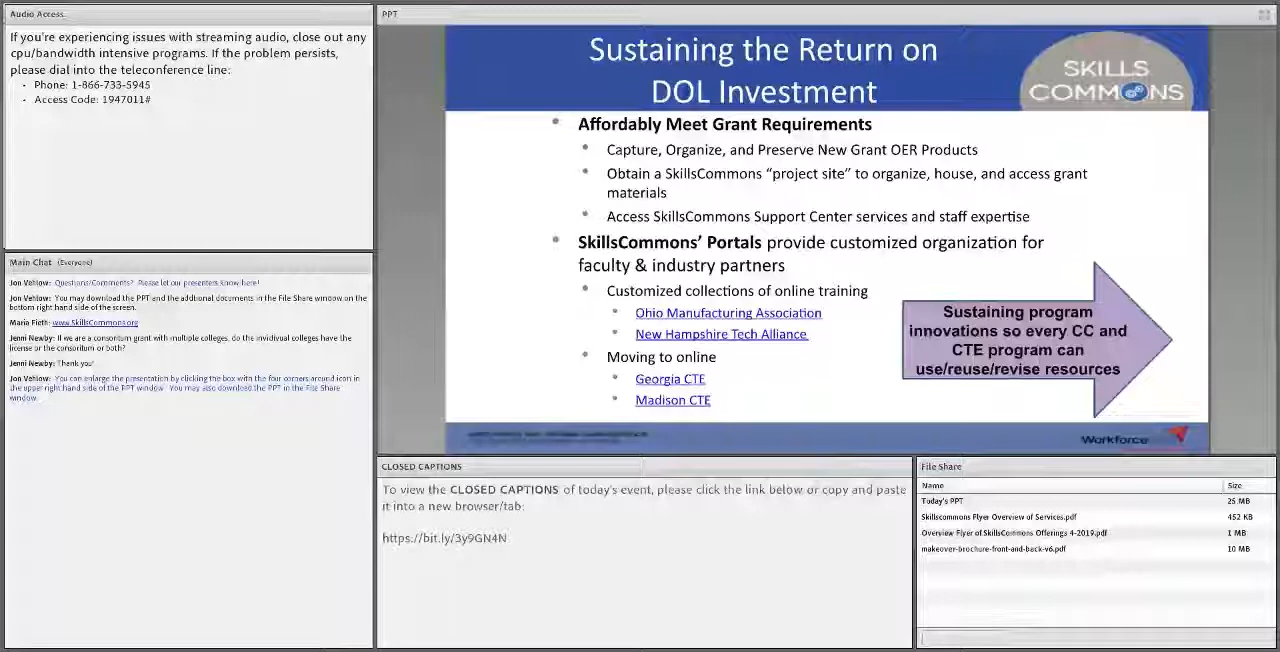 Audio Access
If you're experiencing issues with streaming audio, close out any
cpu/bandwidth intensive programs. If the problem persists,
please dial into the teleconference line:
- Phone: 1-866-733-5945
- Access Code: 1947011#
Main Chat (Everyone)
Jon Vehlow: Questions/Comments? Please let our presenters know here!
Jon Vehlow: You may download the PPT and the additional documents in the File Share window on the
bottom right hand side of the screen.
Maria Fieth: www.SkillsCommons.org
Jenni Newby: If we are a consortium grant with multiple colleges, do the invidivual colleges have the
license or the consortium or both?
Jenni Newby: Thank you!
Jon Vehlow: You can enlarge the presentation by clicking the box with the four corners around icon in
the upper right hand side of the PPT window. You may also download the PPT in the File Share
window.
PPT
Sustaining the Return on
DOL Investment
SKILLS
COMMONS
• Affordably Meet Grant Requirements
• Capture, Organize, and Preserve New Grant OER Products
• Obtain a SkillsCommons “project site” to organize, house, and access grant
materials
• Access SkillsCommons Support Center services and staff expertise
• SkillsCommons’ Portals provide customized organization for
faculty & industry partners
• Customized collections of online training
• Ohio Manufacturing Association
• New Hampshire Tech Alliance
• Moving to online
• Georgia CTE
• Madison CTE
Sustaining program
innovations so every CC and
CTE program can
use/reuse/revise resources
Workforce
CLOSED CAPTIONS
To view the CLOSED CAPTIONS of today's event, please click the link below or copy and paste
it into a new browser/tab:
https://bit.ly/3y9GN4N
File Share
Name Size
Today's PPT 25 MB
Skillscommons Flyer Overview of Services.pdf 452 KB
Overview Flyer of SkillsCommons Offerings 4-2019.pdf 1 MB
makeover-brochure-front-and-back-v6.pdf 10 MB